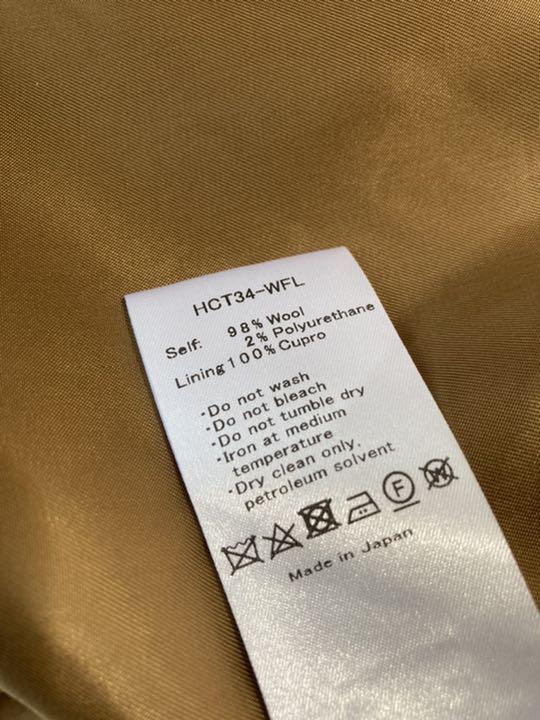 HCT34-WFL
Self: 98% Wool
2% Polyurethane
Lining 100% Cupro
·Do not wash
·Do not bleach
·Do not tumble dry
·Iron at medium
temperature
·Dry clean only,
petroleum solvent
F W
Made in Japan